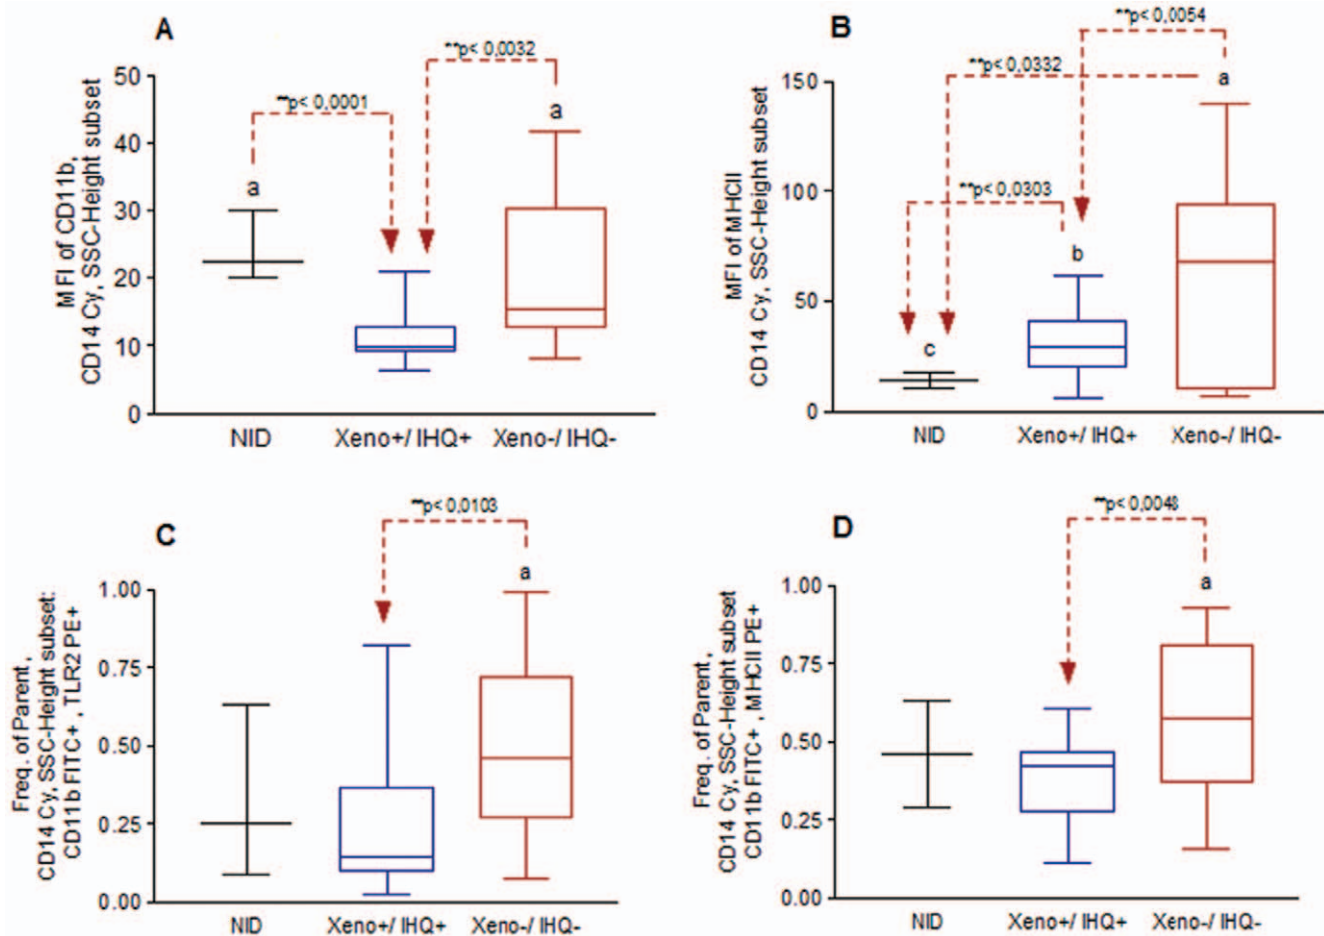 A
**p< 0,0032
**p< 0,0001
MFI of CD11b,
CD14 Cy, SSC-Height subset
50
40
30
20
10
0
a
a
NID
Xeno+/ IHQ+
Xeno-/ IHQ-
B
**p< 0,0054
**p< 0,0332
**p< 0,0303
MFI of MHCII
CD14 Cy, SSC-Height subset
150
100
50
0
a
b
c
NID
Xeno+/ IHQ+
Xeno-/ IHQ-
C
**p< 0,0103
Freq. of Parent,
CD14 Cy, SSC-Height subset:
CD11b FITC+, TLR2 PE+
1.00
0.75
0.50
0.25
0.00
a
NID
Xeno+/ IHQ+
Xeno-/ IHQ-
D
**p< 0,0048
Freq. of Parent,
CD14 Cy, SSC-Height subset
CD11b FITC+, MHCII PE+
1.00
0.75
0.50
0.25
0.00
a
NID
Xeno+/ IHQ+
Xeno-/ IHQ-